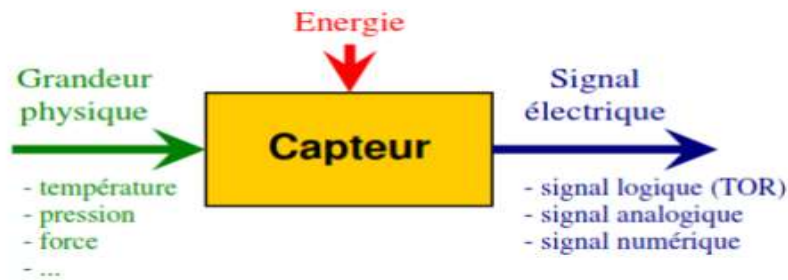 Energie
Grandeur
physique
Signal
électrique
Capteur
- température
- pression
- force
- ...
- signal logique (TOR)
- signal analogique
- signal numérique